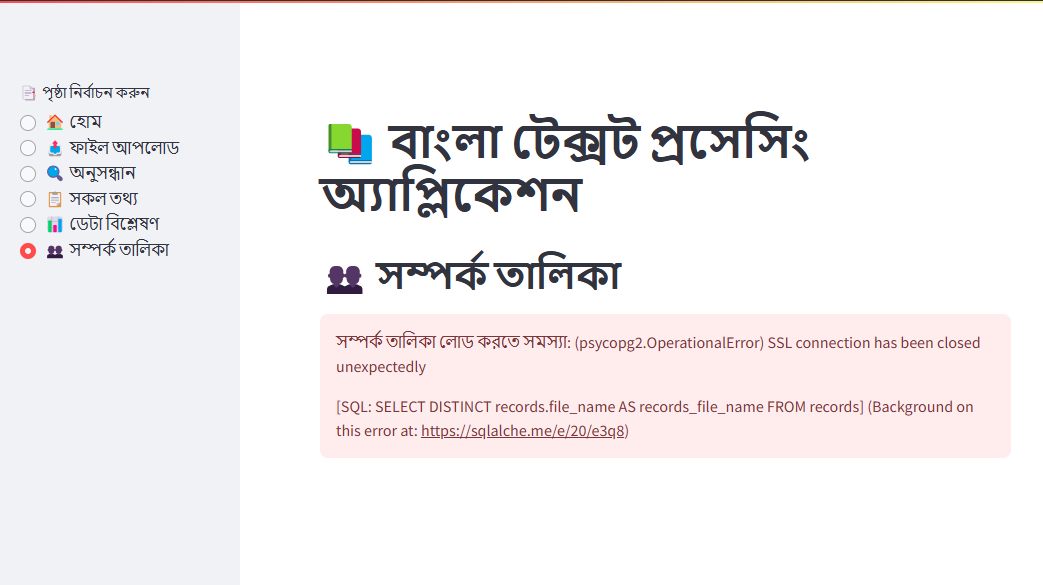 📑 পৃষ্ঠা নির্বাচন করুন
🏠 হোম
📤 ফাইল আপলোড
🔍 অনুসন্ধান
📋 সকল তথ্য
📊 ডেটা বিশ্লেষণ
👥 সম্পর্ক তালিকা
📚 বাংলা টেক্সট প্রসেসিং
অ্যাপ্লিকেশন
👥 সম্পর্ক তালিকা
সম্পর্ক তালিকা লোড করতে সমস্যা: (psycopg2.OperationalError) SSL connection has been closed
unexpectedly
[SQL: SELECT DISTINCT records.file_name AS records_file_name FROM records] (Background on
this error at: https://sqlalche.me/e/20/e3q8)